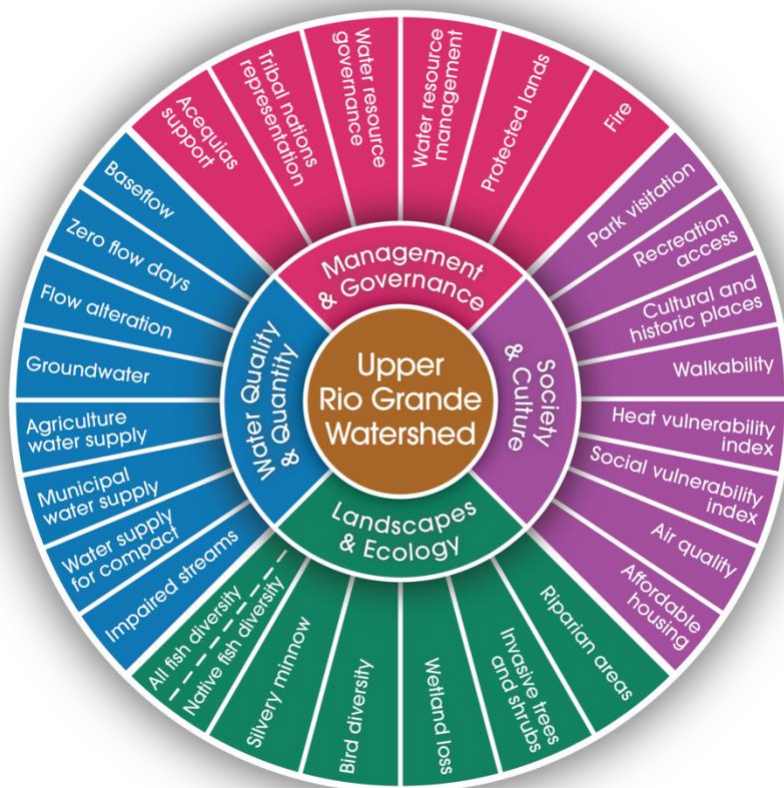 Upper
Rio Grande
Watershed
Management
& Governance
Society
& Culture
Landscapes
& Ecology
Water Quality
& Quantity
Acequias
support
Tribal nations
representation
Water resource
governance
Water resource
management
Protected lands
Fire
Park visitation
Recreation
access
Cultural and
historic places
Walkability
Heat vulnerability
index
Social vulnerability
index
Air quality
Affordable
housing
Riparian areas
Invasive trees
and shrubs
Wetland loss
Bird diversity
Silvery minnow
Native fish diversity
All fish diversity
Impaired streams
Water supply
for compact
Municipal
water supply
Agriculture
water supply
Groundwater
Flow alteration
Zero flow days
Baseflow